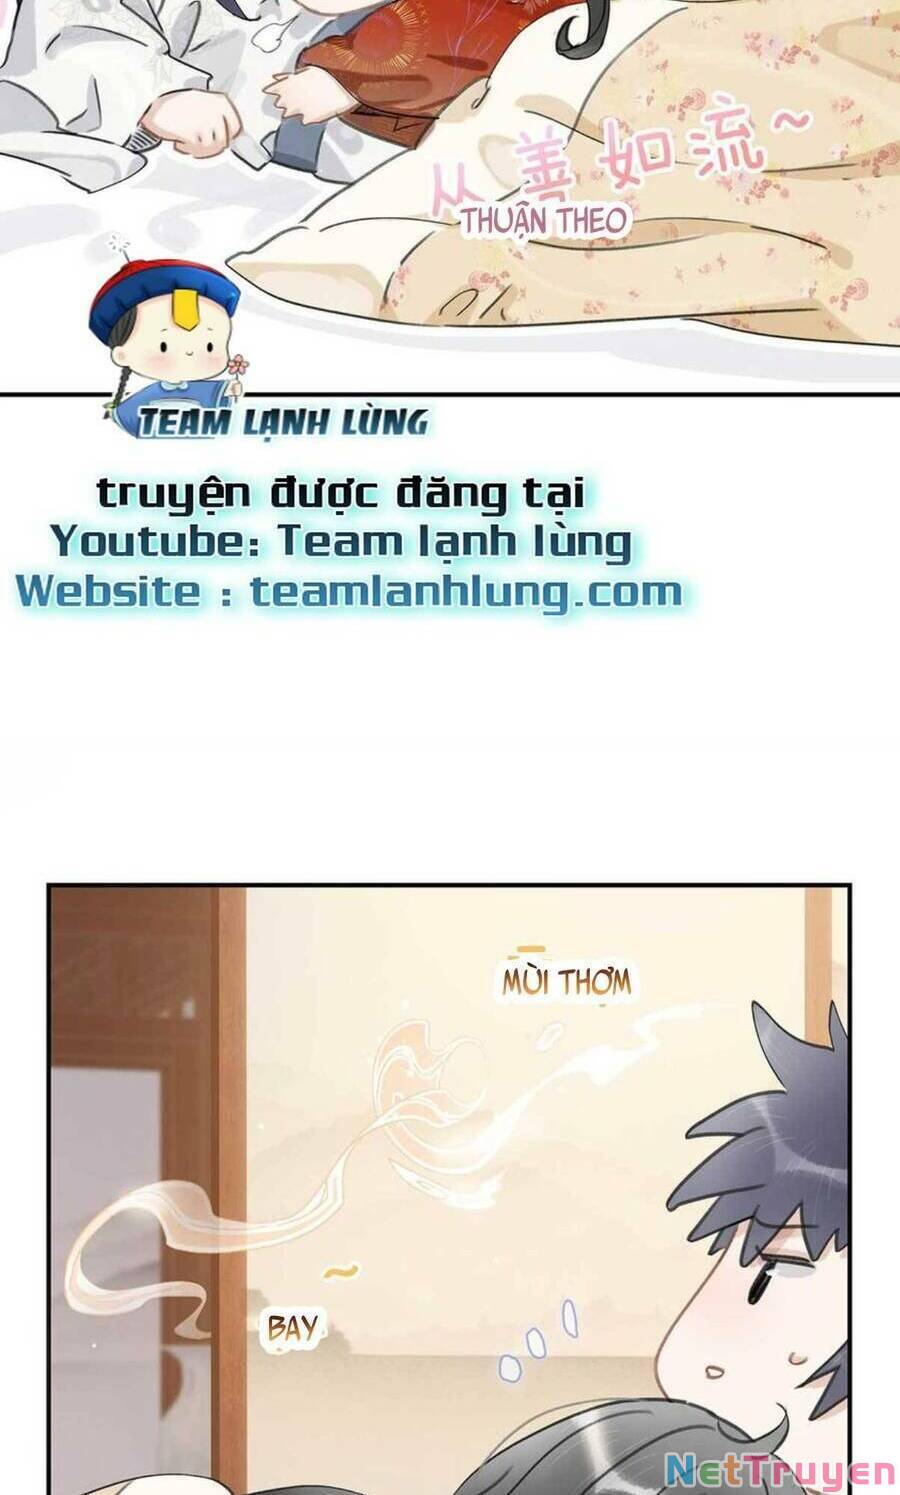 从善如流~
THUẬN THEO
TEAM LẠNH LÙNG
truyện được đăng tại
Youtube: Team lạnh lùng
Website : teamlanhlung.com
MÙI THƠM
~
BAY
NetTruyen